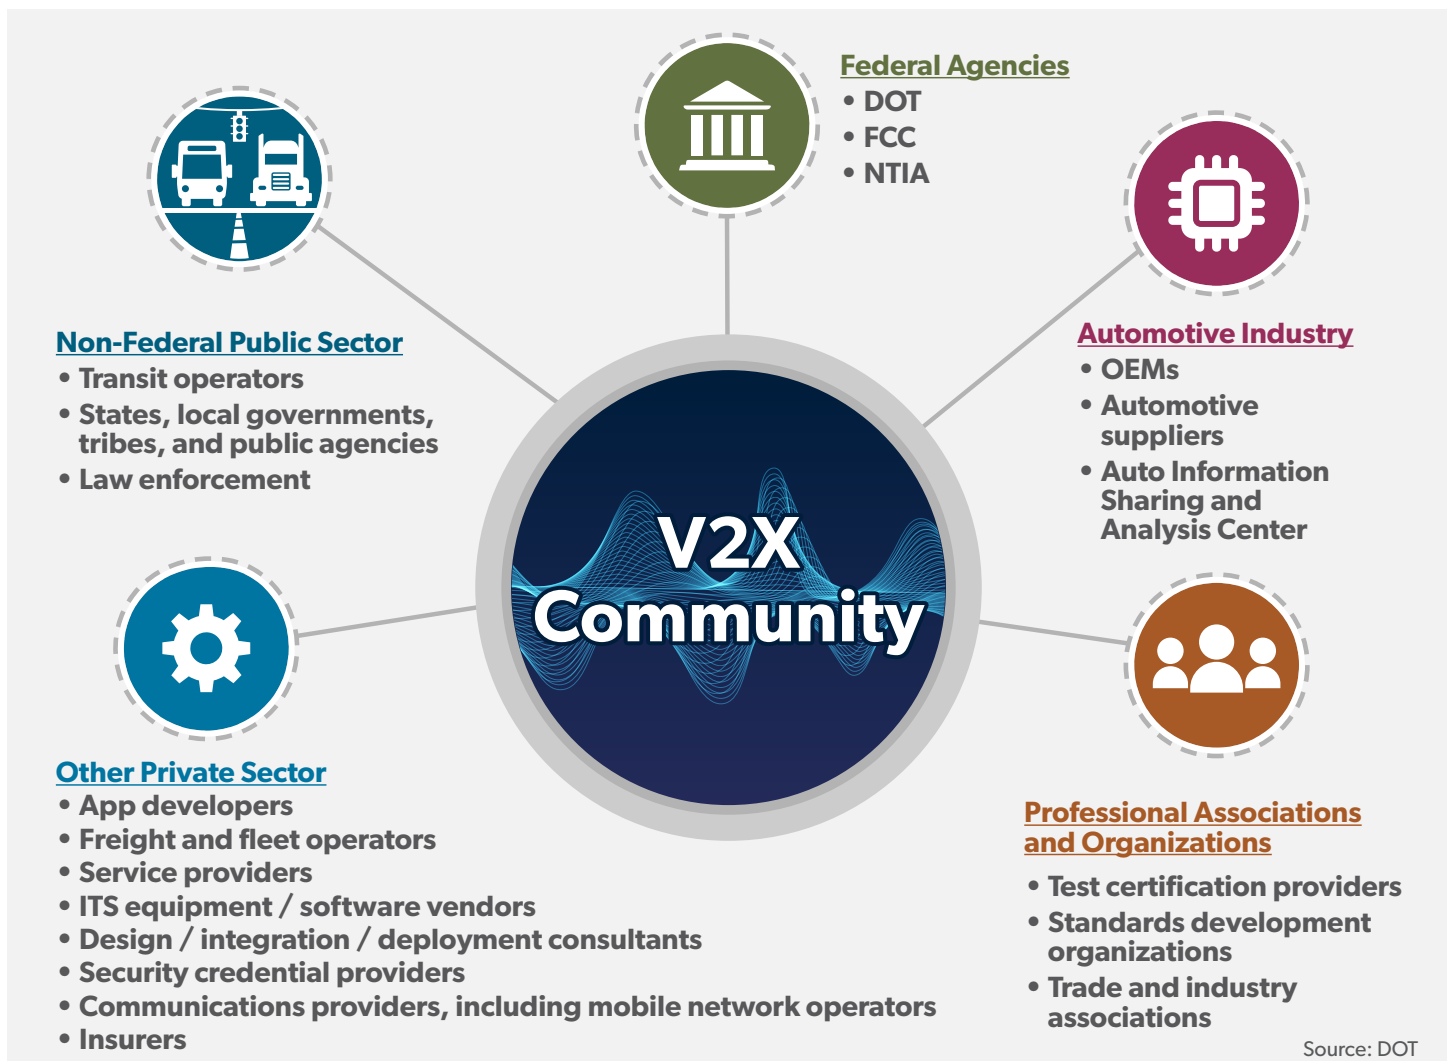 Federal Agencies
• DOT
• FCC
• NTIA
Non-Federal Public Sector
• Transit operators
• States, local governments,
tribes, and public agencies
• Law enforcement
Automotive Industry
• OEMs
• Automotive
suppliers
• Auto Information
Sharing and
Analysis Center
V2X
Community
Other Private Sector
• App developers
• Freight and fleet operators
• Service providers
• ITS equipment / software vendors
• Design / integration / deployment consultants
• Security credential providers
• Communications providers, including mobile network operators
• Insurers
Professional Associations
and Organizations
• Test certification providers
• Standards development
organizations
• Trade and industry
associations
Source: DOT